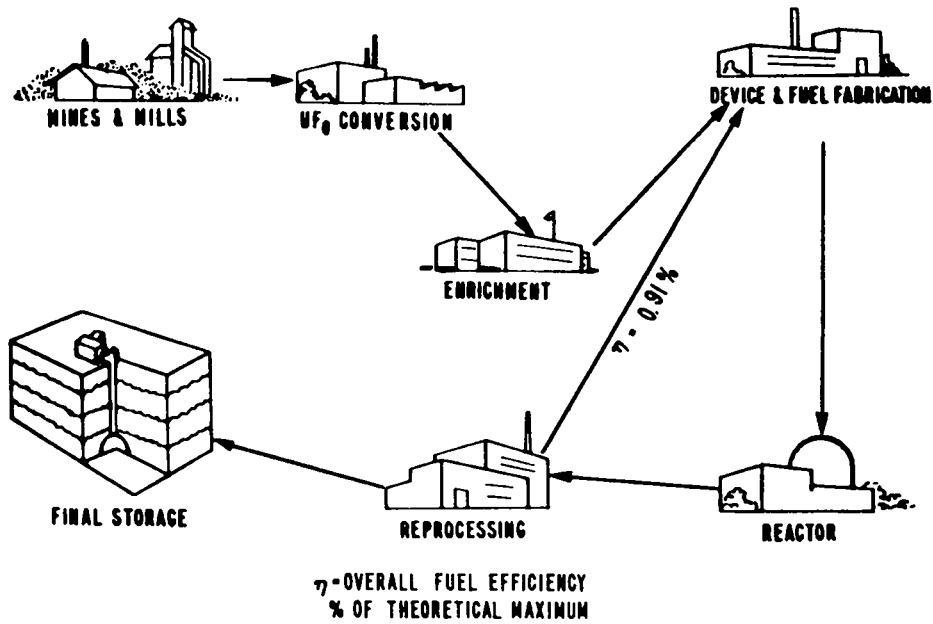 MINES & MILLS
UF₆ CONVERSION
DEVICE & FUEL FABRICATION
ENRICHMENT
η = 0.91 %
FINAL STORAGE
REPROCESSING
REACTOR
η = OVERALL FUEL EFFICIENCY
% OF THEORETICAL MAXIMUM